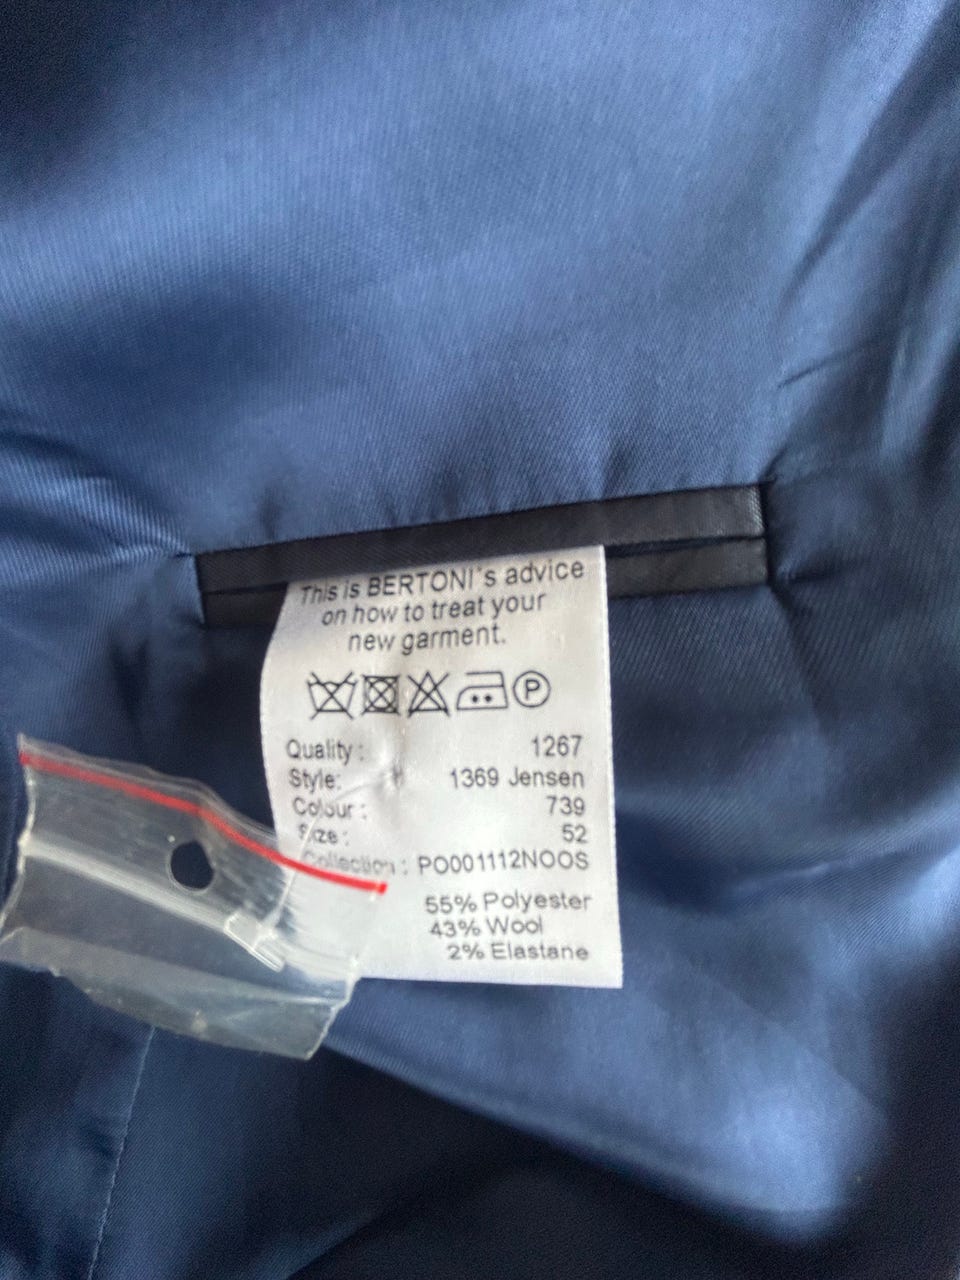 This is BERTONI's advice
on how to treat your
new garment.
P
Quality : 1267
Style: 1369 Jensen
Colour : 739
Size : 52
Collection : PO001112NOOS
55% Polyester
43% Wool
2% Elastane